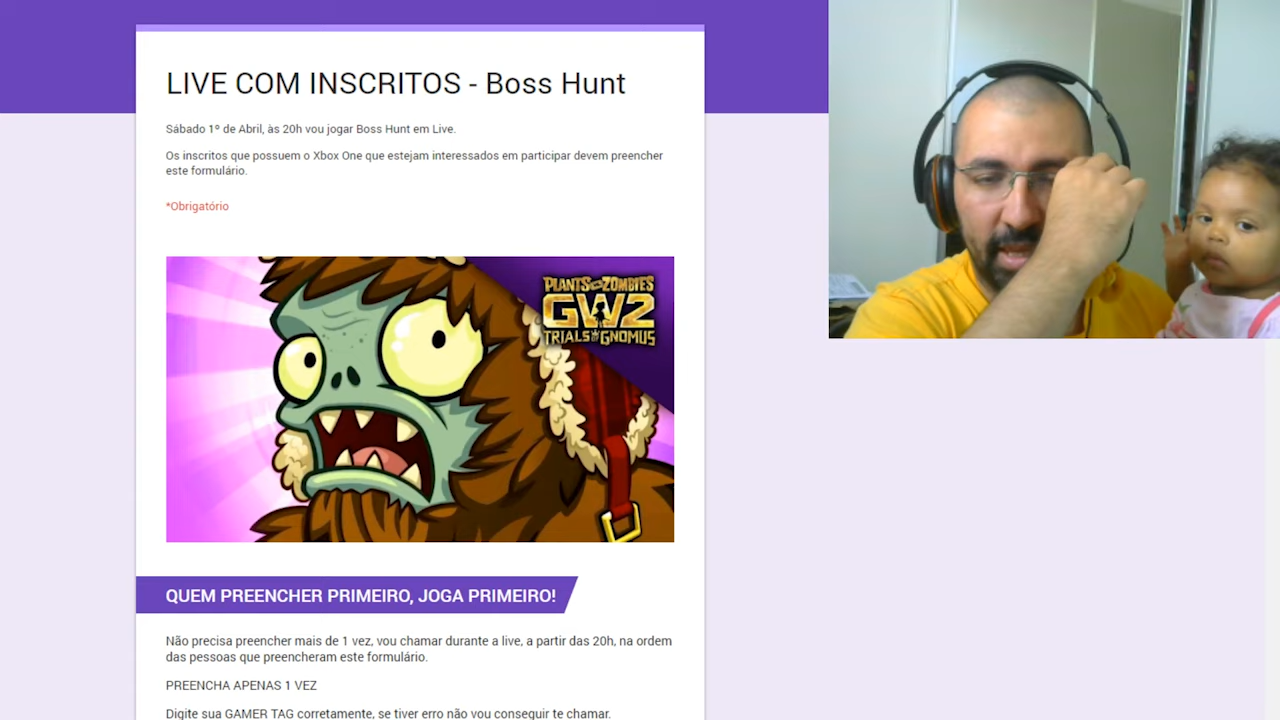 LIVE COM INSCRITOS - Boss Hunt
Sábado 1º de Abril, às 20h vou jogar Boss Hunt em Live.
Os inscritos que possuem o Xbox One que estejam interessados em participar devem preencher
este formulário.
*Obrigatório
PLANTS VS ZOMBIES
GW2
TRIALS OF GNOMUS
QUEM PREENCHER PRIMEIRO, JOGA PRIMEIRO!
Não precisa preencher mais de 1 vez, vou chamar durante a live, a partir das 20h, na ordem
das pessoas que preencheram este formulário.
PREENCHA APENAS 1 VEZ
Digite sua GAMER TAG corretamente, se tiver erro não vou conseguir te chamar.